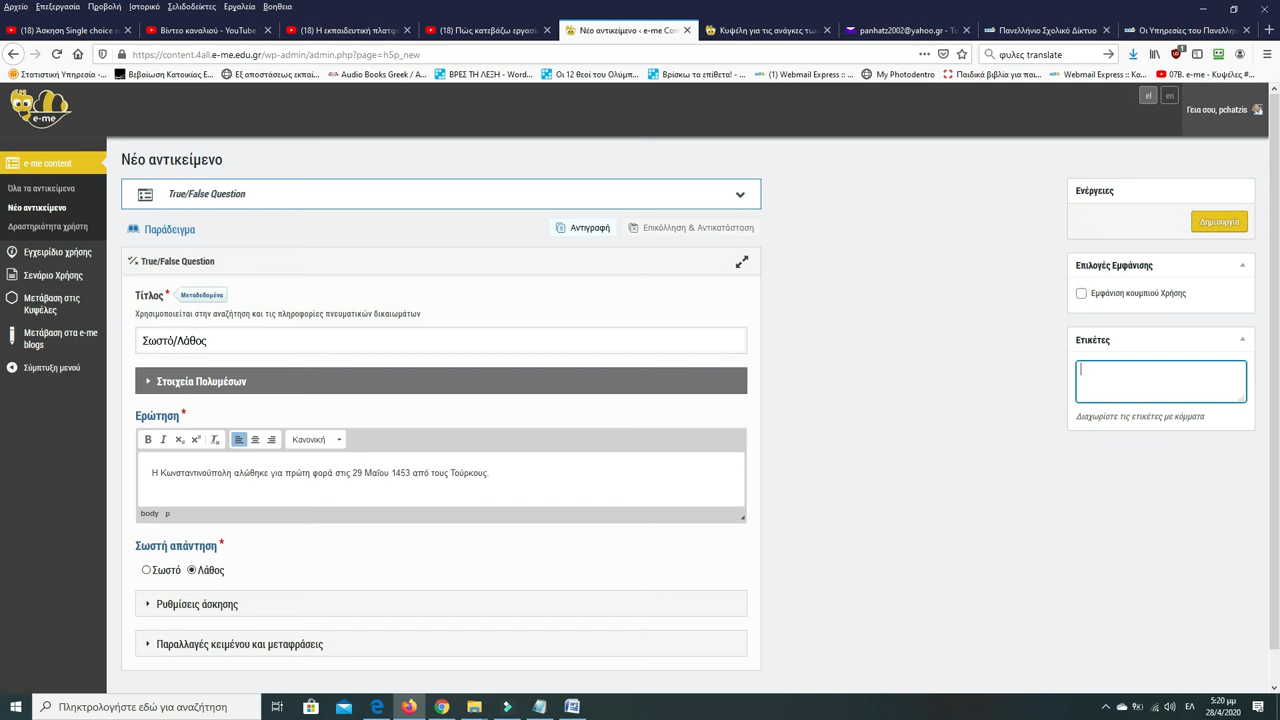 Αρχείο Επεξεργασία Προβολή Ιστορικό Σελιδοδείκτες Εργαλεία Βοήθεια
(18) Άσκηση Single choice s
Βίντεο καναλιού - YouTube
(18) Η εκπαιδευτική πλατφ
(18) Πώς κατεβάζω εργασί
Νέο αντικείμενο ‹ e-me Con
Κυψέλη για τις ανάγκες των
panhatz2002@yahoo.gr - Το
Πανελλήνιο Σχολικό Δίκτυο
Οι Υπηρεσίες του Πανελλην
https://content.4all.e-me.edu.gr/wp-admin/admin.php?page=h5p_new
φυλες translate
1
Στατιστική Υπηρεσία -...
Βεβαίωση Κατοικίας Ε...
Εξ αποστάσεως εκπαι...
Audio Books Greek / A...
ΒΡΕΣ ΤΗ ΛΕΞΗ - Word...
Οι 12 θεοί του Ολύμπ...
Βρίσκω τα επίθετα! - ...
(1) Webmail Express ::...
My Photodentro
Παιδικά βιβλία για παι...
Webmail Express :: Κα...
07Β. e-me - Κυψέλες #...
e-me
el
en
Γεια σου, pchatzis
e-me content
Όλα τα αντικείμενα
Νέο αντικείμενο
Δραστηριότητα χρήστη
Εγχειρίδιο χρήσης
Σενάριο Χρήσης
Μετάβαση στις
Κυψέλες
Μετάβαση στα e-me
blogs
Σύμπτυξη μενού
Νέο αντικείμενο
True/False Question
Παράδειγμα
Αντιγραφή
Επικόλληση & Αντικατάσταση
True/False Question
Τίτλος *
Μεταδεδομένα
Χρησιμοποιείται στην αναζήτηση και τις πληροφορίες πνευματικών δικαιωμάτων
Σωστό/Λάθος
Στοιχεία Πολυμέσων
Ερώτηση *
B I x₂ x² Tx
Κανονική
Η Κωνσταντινούπολη αλώθηκε για πρώτη φορά στις 29 Μαΐου 1453 από τους Τούρκους.
body p
Σωστή απάντηση *
Σωστό Λάθος
Ρυθμίσεις άσκησης
Παραλλαγές κειμένου και μεταφράσεις
Ενέργειες
Δημιουργία
Επιλογές Εμφάνισης
Εμφάνιση κουμπιού Χρήσης
Ετικέτες
Διαχωρίστε τις ετικέτες με κόμματα
Πληκτρολογήστε εδώ για αναζήτηση
ΕΛ
5:20 μμ
28/4/2020